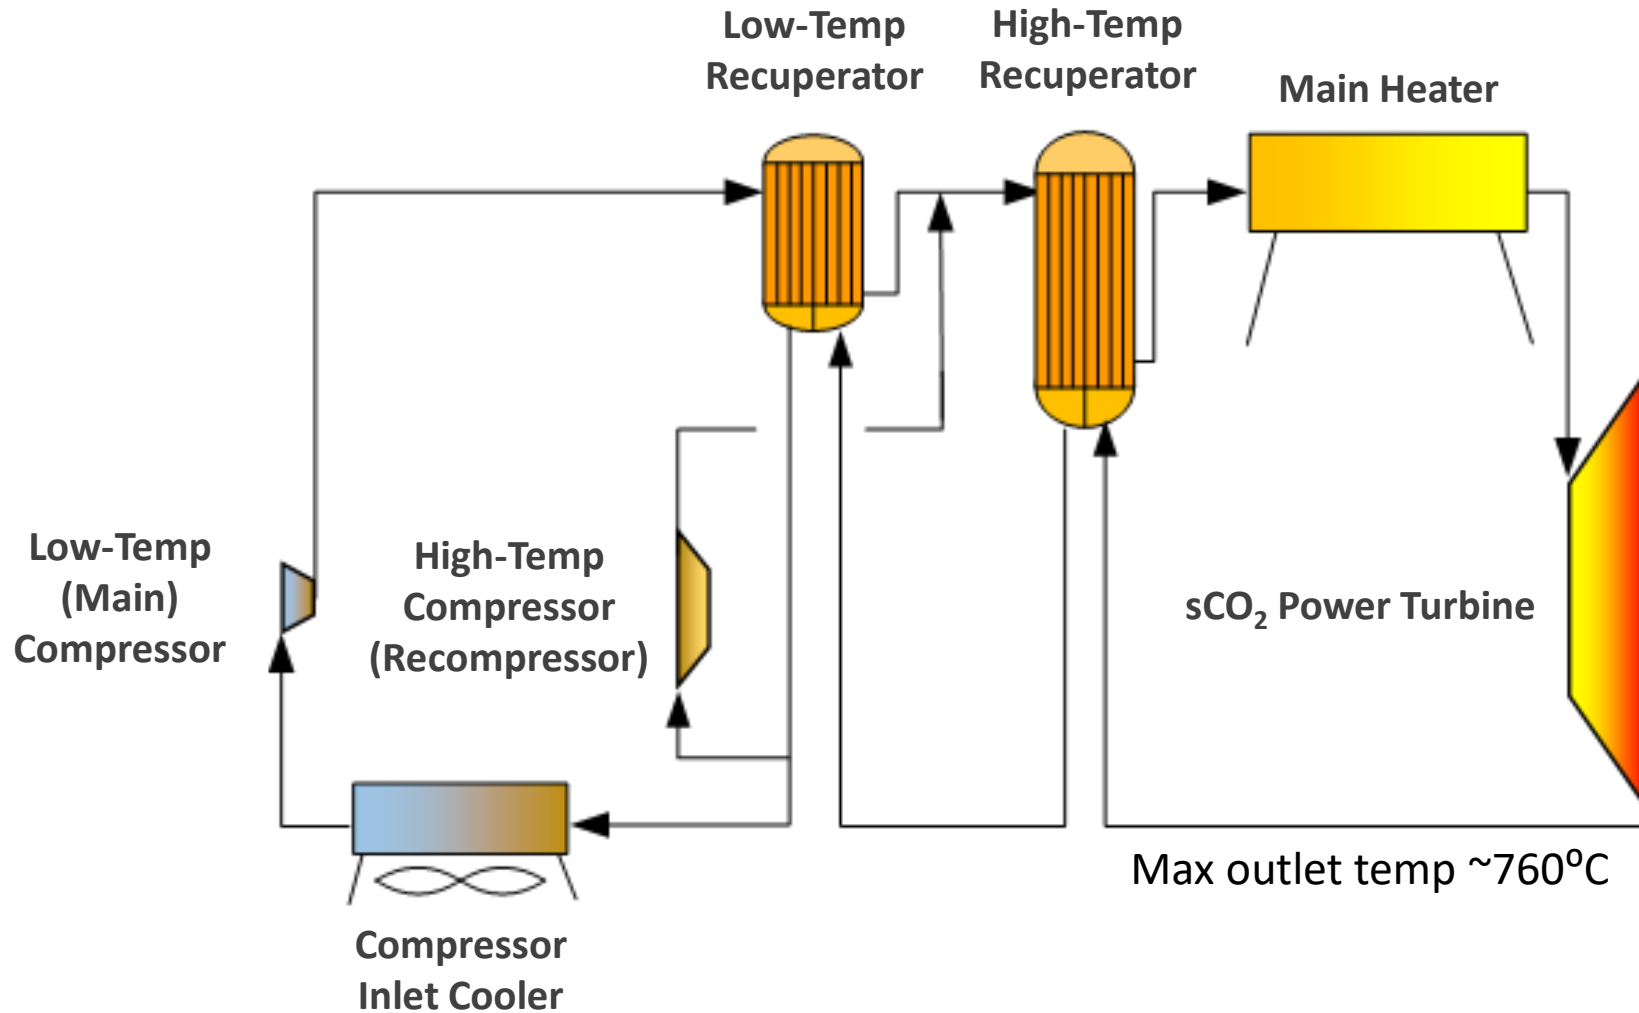 Low-Temp
Recuperator
High-Temp
Recuperator
Main Heater
Low-Temp
(Main)
Compressor
High-Temp
Compressor
(Recompressor)
sCO₂ Power Turbine
Max outlet temp ~760⁰C
Compressor
Inlet Cooler